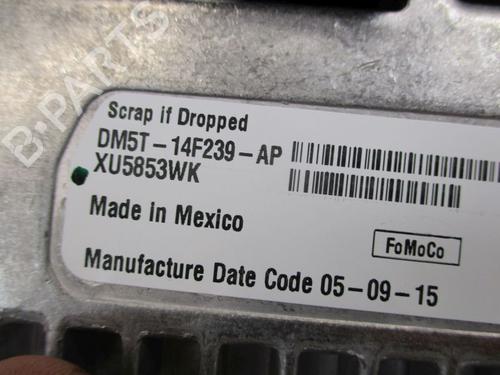 B-PARTS
Scrap if Dropped
DM5T-14F239-AP
XU5853WK
Made in Mexico
FoMoCo
Manufacture Date Code 05-09-15